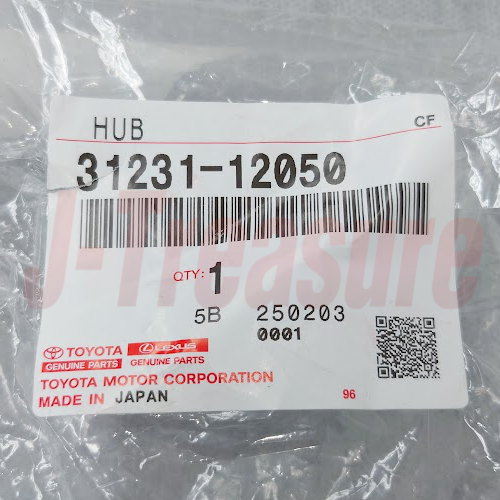 HUB
CF
31231-12050
J-Treasure
QTY: 1
5B 250203
0001
TOYOTA LEXUS
GENUINE PARTS GENUINE PARTS
TOYOTA MOTOR CORPORATION
MADE IN JAPAN
96